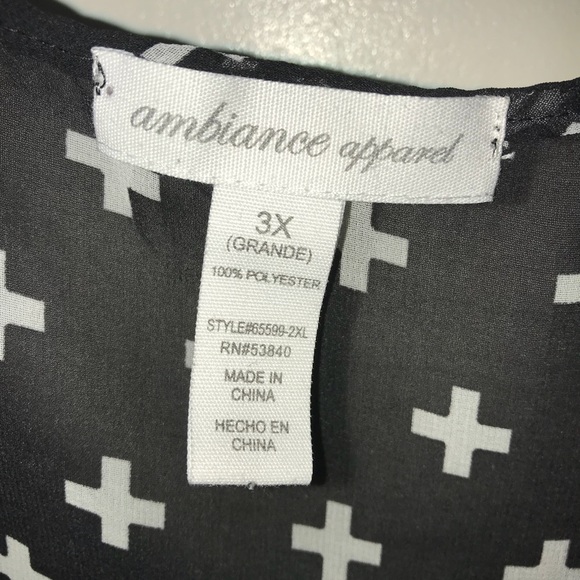 ambiance apparel
3X
(GRANDE)
100% POLYESTER
STYLE#65599-2XL
RN#53840
MADE IN
CHINA
HECHO EN
CHINA